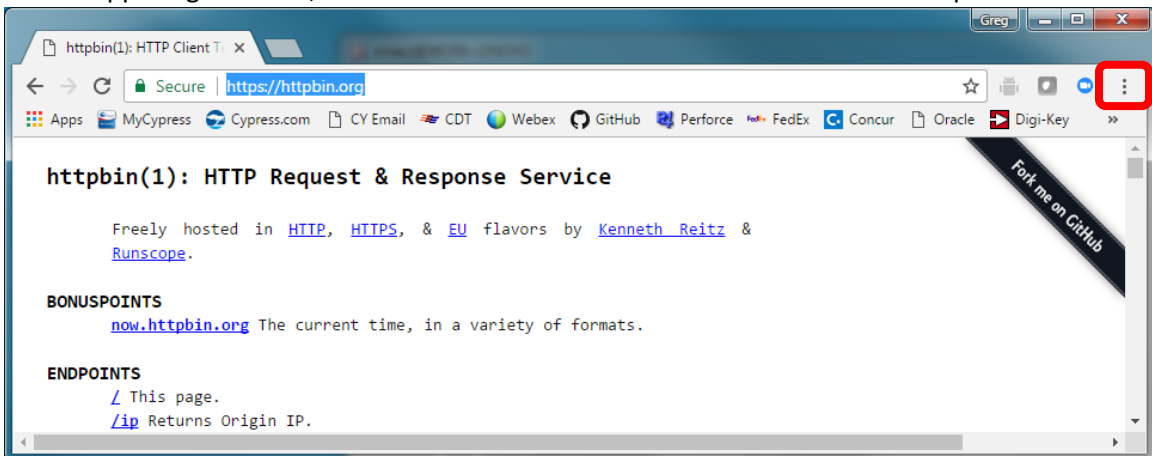 Greg
httpbin(1): HTTP Client T
Secure https://httpbin.org
Apps MyCypress Cypress.com CY Email CDT Webex GitHub Perforce FedEx Concur Oracle Digi-Key »
httpbin(1): HTTP Request & Response Service
Fork me on GitHub
Freely hosted in HTTP, HTTPS, & EU flavors by Kenneth Reitz &
Runscope.
BONUSPOINTS
now.httpbin.org The current time, in a variety of formats.
ENDPOINTS
/ This page.
/ip Returns Origin IP.